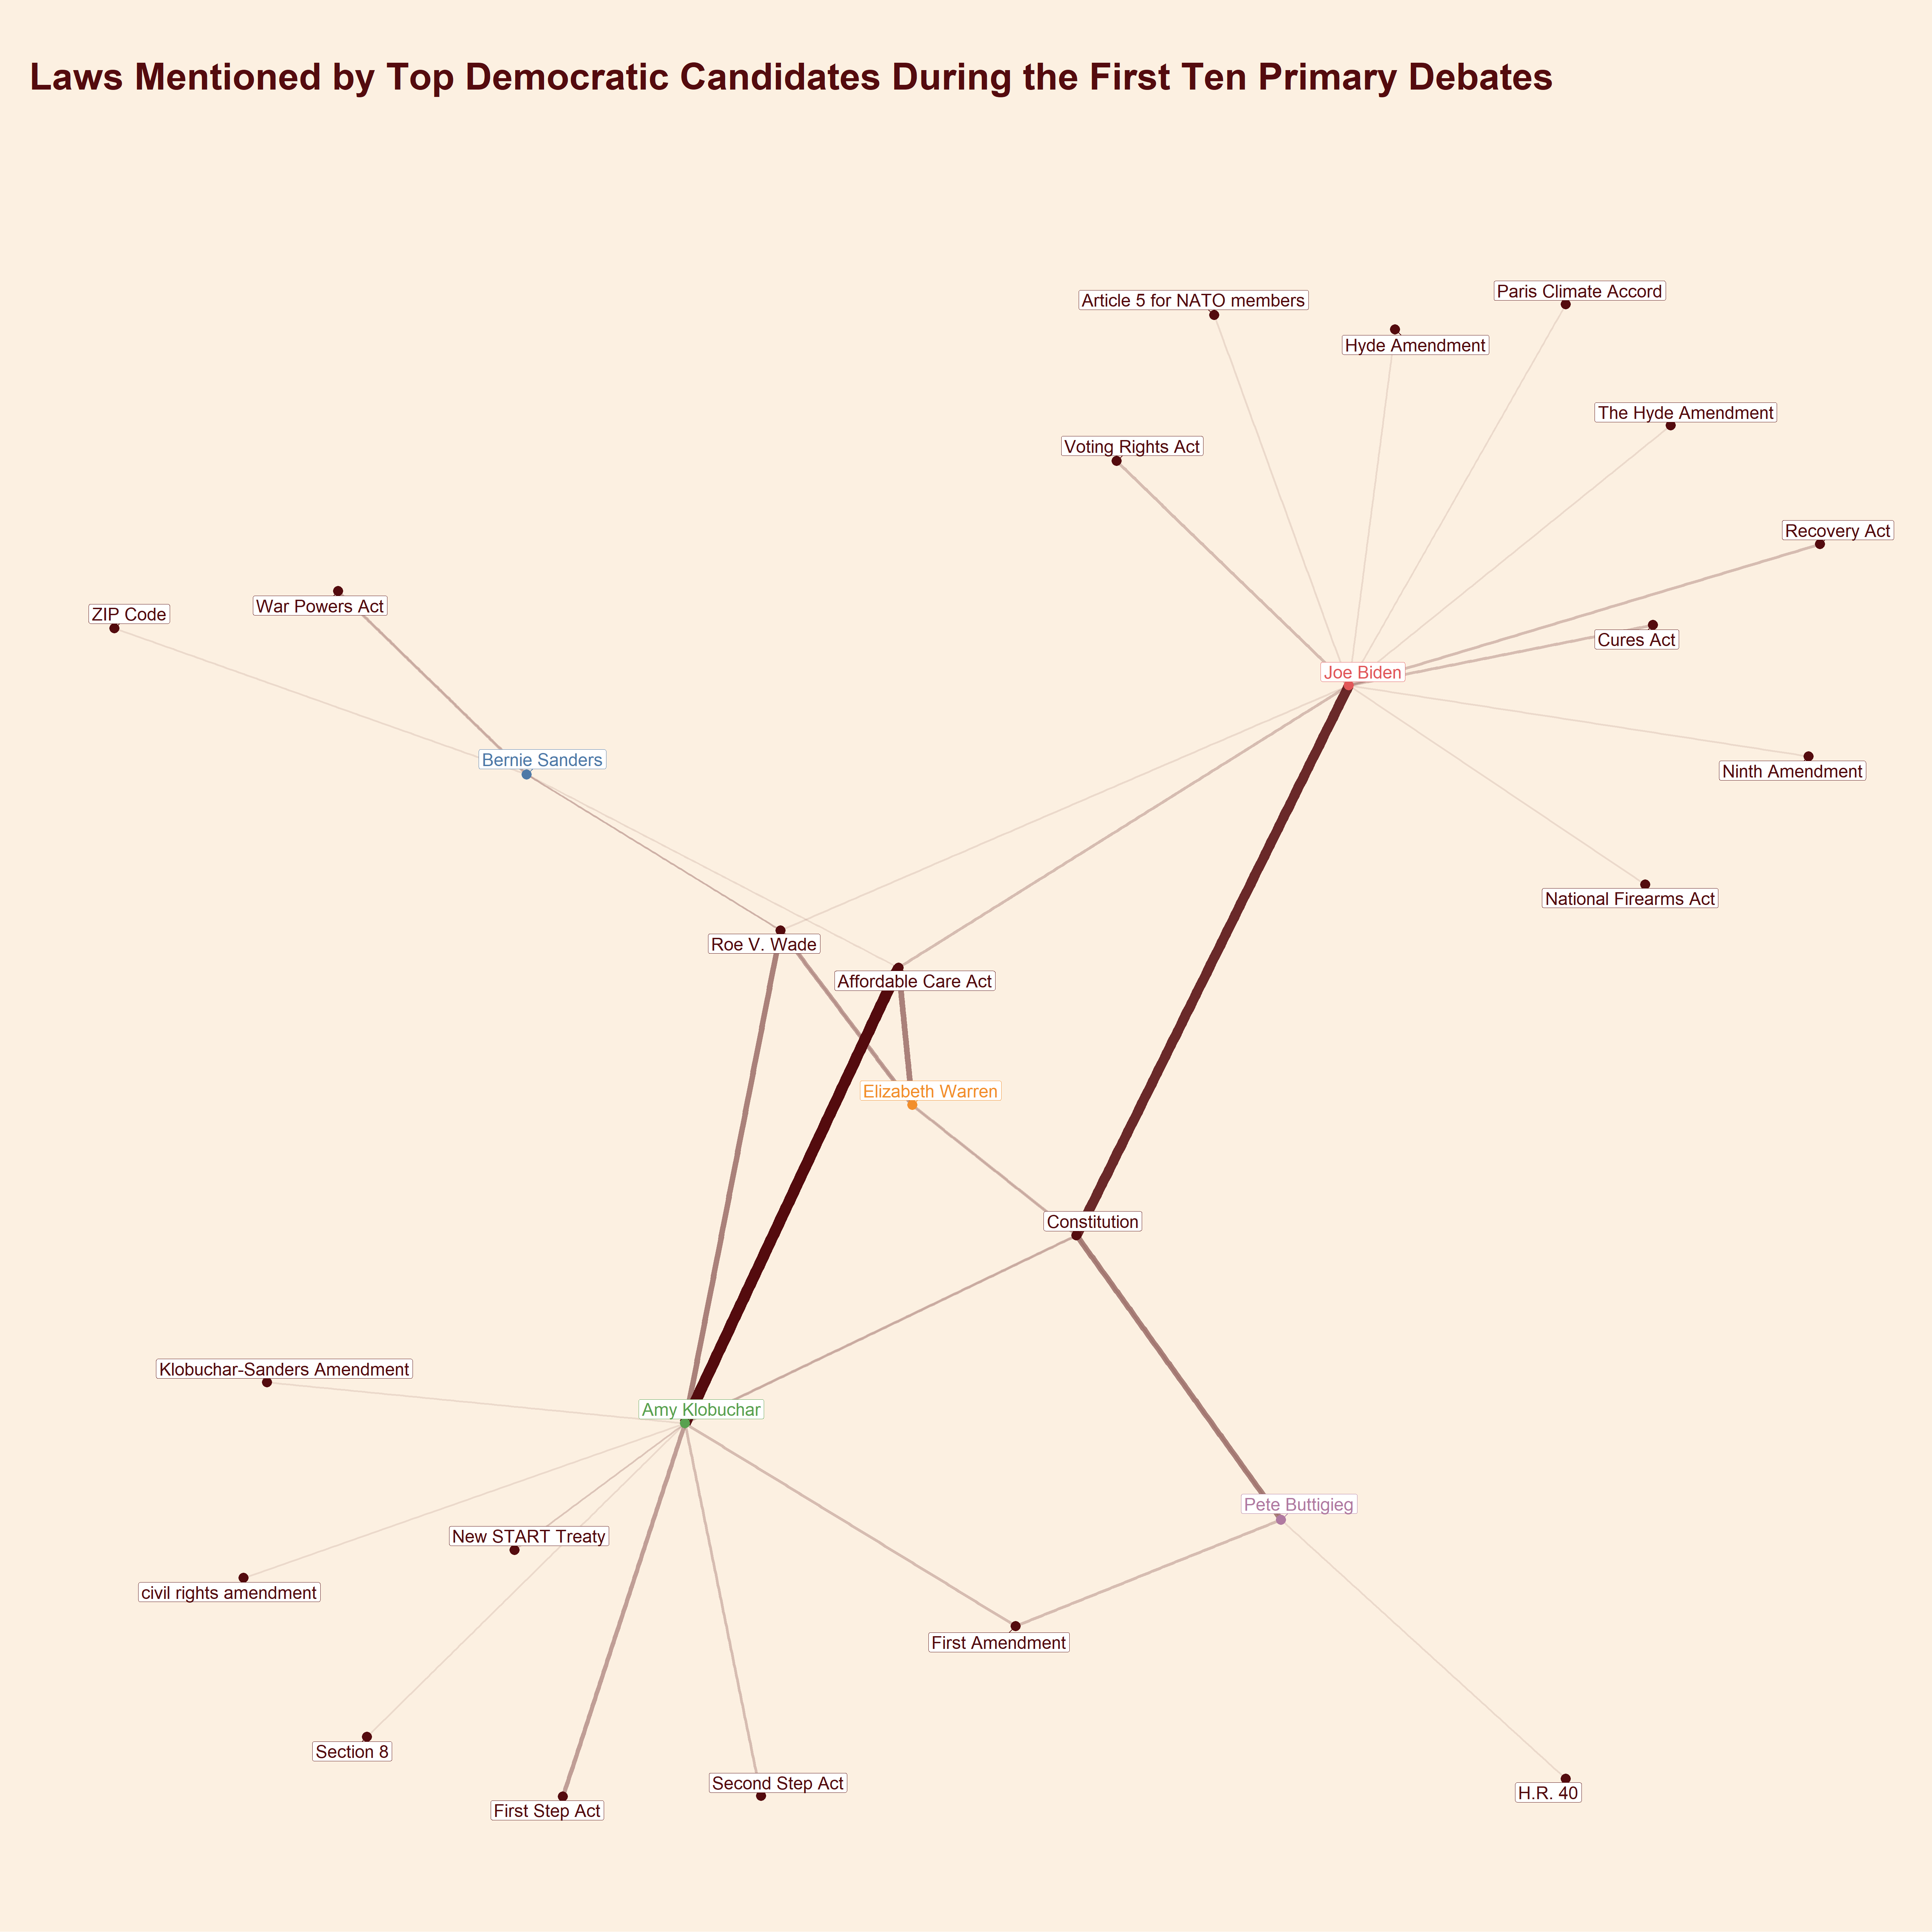 Laws Mentioned by Top Democratic Candidates During the First Ten Primary Debates
Paris Climate Accord
Article 5 for NATO members
Hyde Amendment
The Hyde Amendment
Voting Rights Act
Recovery Act
War Powers Act
ZIP Code
Cures Act
Joe Biden
Bernie Sanders
Ninth Amendment
National Firearms Act
Roe V. Wade
Affordable Care Act
Elizabeth Warren
Constitution
Klobuchar-Sanders Amendment
Amy Klobuchar
Pete Buttigieg
New START Treaty
civil rights amendment
First Amendment
Section 8
Second Step Act
H.R. 40
First Step Act